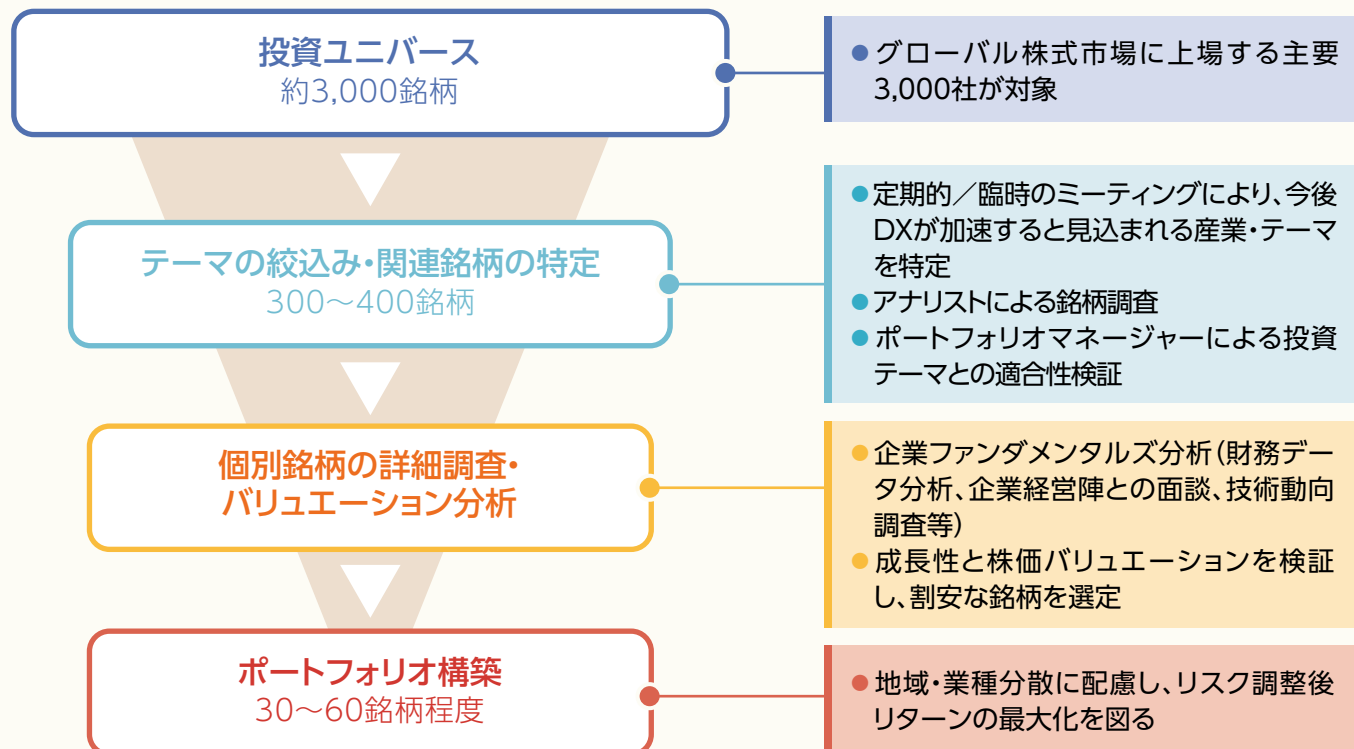 投資ユニバース
約3,000銘柄
●グローバル株式市場に上場する主要
3,000社が対象
テーマの絞込み・関連銘柄の特定
300〜400銘柄
●定期的／臨時のミーティングにより、今後
DXが加速すると見込まれる産業・テーマ
を特定
●アナリストによる銘柄調査
●ポートフォリオマネージャーによる投資
テーマとの適合性検証
個別銘柄の詳細調査・
バリュエーション分析
●企業ファンダメンタルズ分析（財務デー
タ分析、企業経営陣との面談、技術動向
調査等）
●成長性と株価バリュエーションを検証
し、割安な銘柄を選定
ポートフォリオ構築
30〜60銘柄程度
●地域・業種分散に配慮し、リスク調整後
リターンの最大化を図る